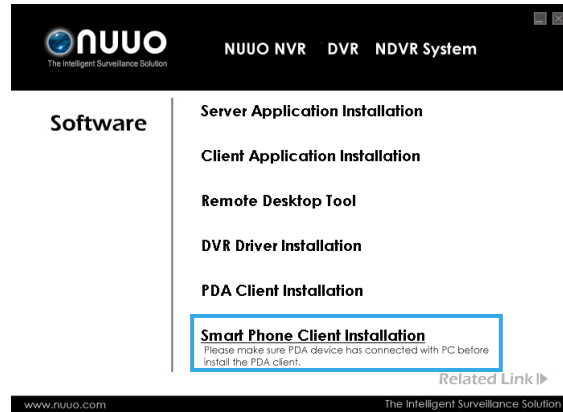 nuuo
The Intelligent Surveillance Solution
NUUO NVR DVR NDVR System
Software
Server Application Installation
Client Application Installation
Remote Desktop Tool
DVR Driver Installation
PDA Client Installation
Smart Phone Client Installation
Please make sure PDA device has connected with PC before
install the PDA client.
Related Link
www.nuuo.com
The Intelligent Surveillance Solution